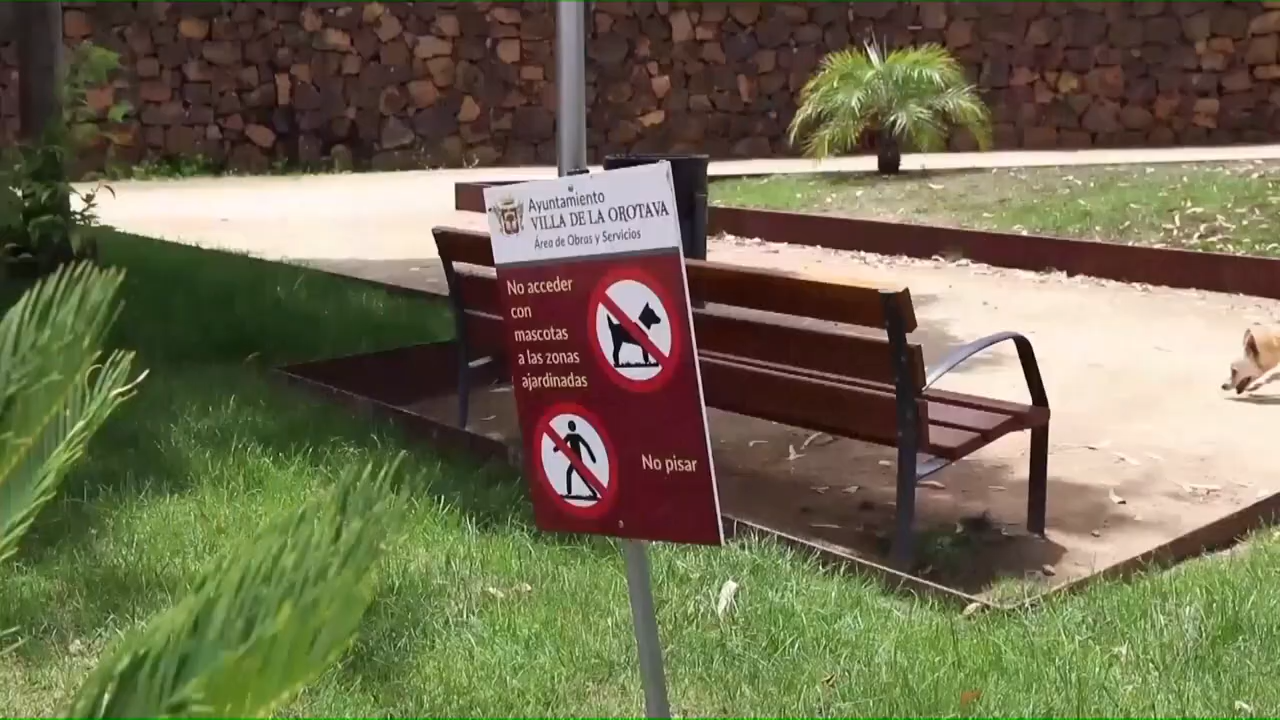 Ayuntamiento
VILLA DE LA OROTAVA
Área de Obras y Servicios
No acceder
con
mascotas
a las zonas
ajardinadas
No pisar